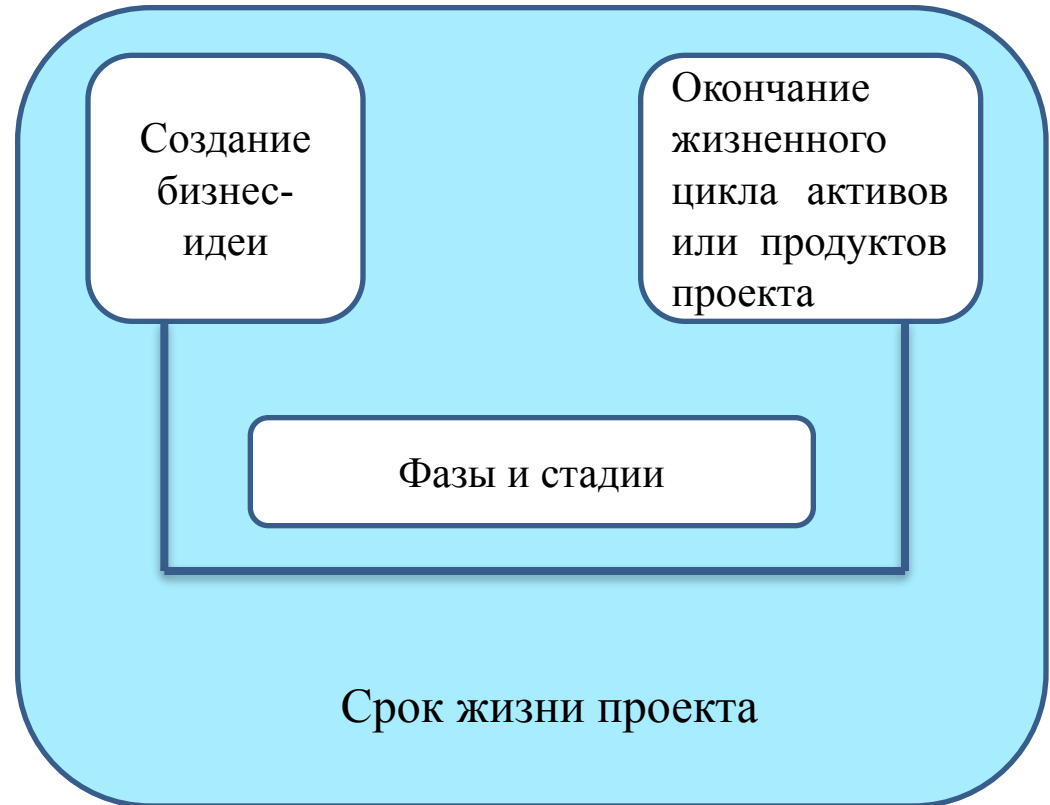 Создание
бизнес-
идеи
Окончание
жизненного
цикла активов
или продуктов
проекта
Фазы и стадии
Срок жизни проекта